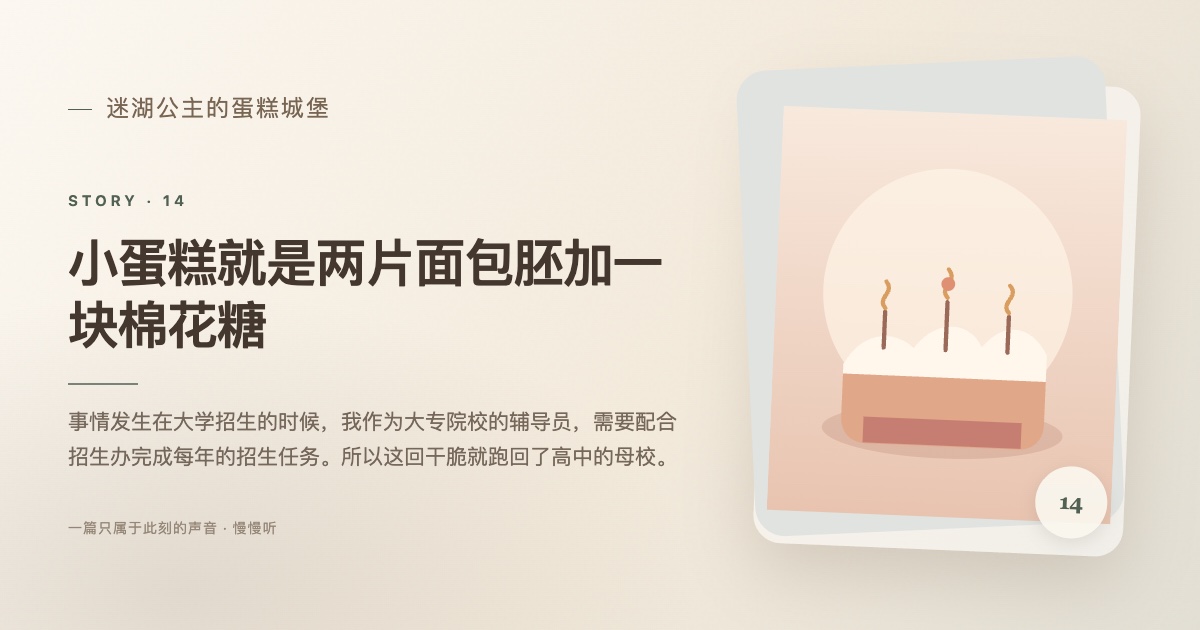 — 迷湖公主的蛋糕城堡
STORY · 14
小蛋糕就是两片面包胚加一
块棉花糖
事情发生在大学招生的时候，我作为大专院校的辅导员，需要配合
招生办完成每年的招生任务。所以这回干脆就跑回了高中的母校。
一篇只属于此刻的声音 · 慢慢听
14